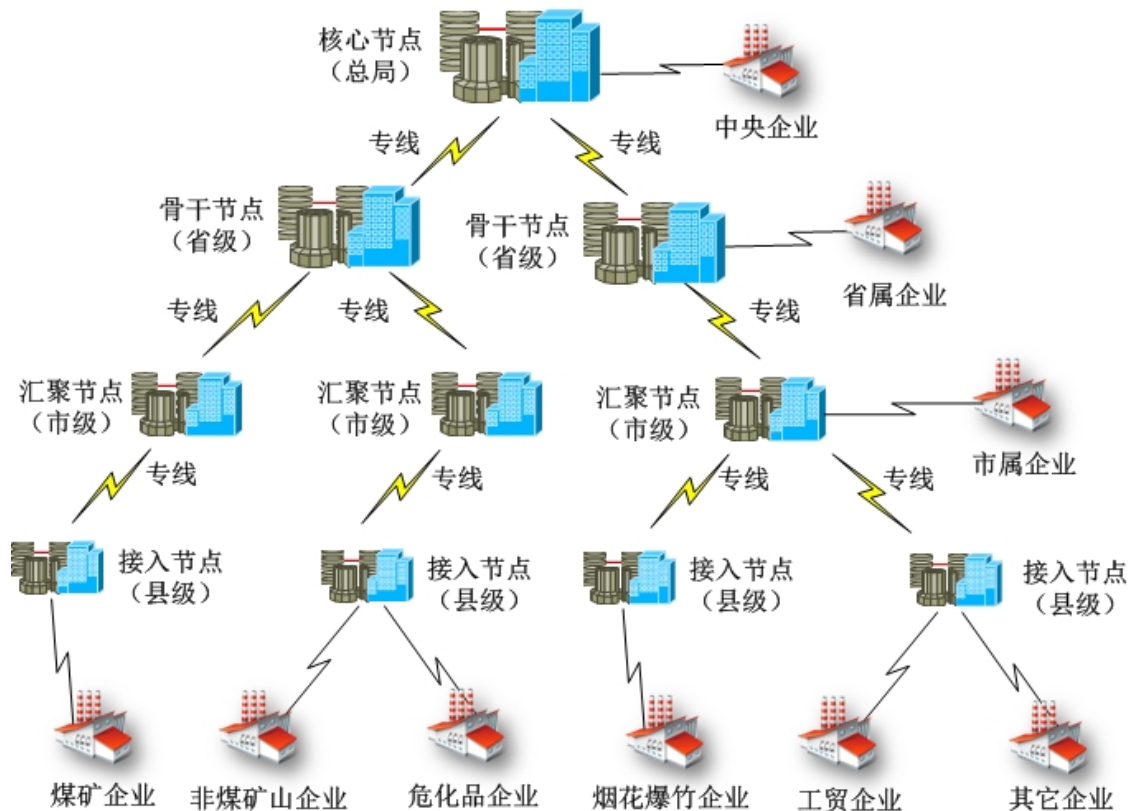 核心节点
（总局）
中央企业
专线
专线
骨干节点
（省级）
骨干节点
（省级）
省属企业
专线
专线
专线
汇聚节点
（市级）
汇聚节点
（市级）
汇聚节点
（市级）
市属企业
专线
专线
专线
专线
接入节点
（县级）
接入节点
（县级）
接入节点
（县级）
接入节点
（县级）
煤矿企业
非煤矿山企业
危化品企业
烟花爆竹企业
工贸企业
其它企业